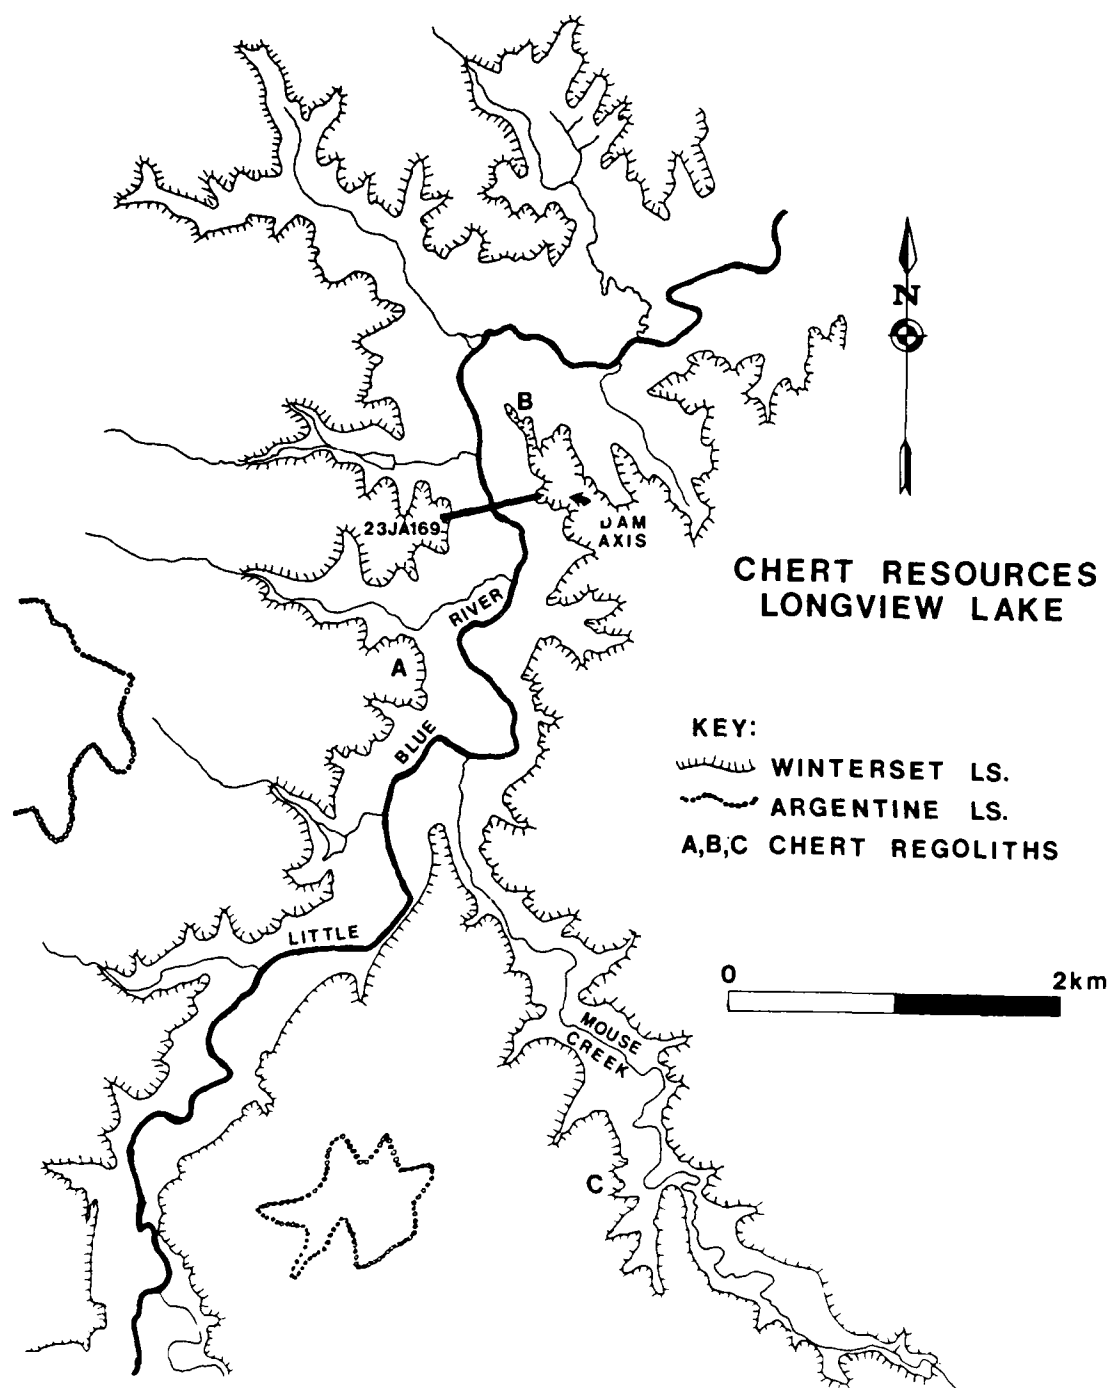 N
B
23JA169
DAM
AXIS
CHERT RESOURCES
LONGVIEW LAKE
RIVER
A
BLUE
KEY:
WINTERSET LS.
ARGENTINE LS.
A,B,C CHERT REGOLITHS
LITTLE
0 2km
MOUSE
CREEK
C